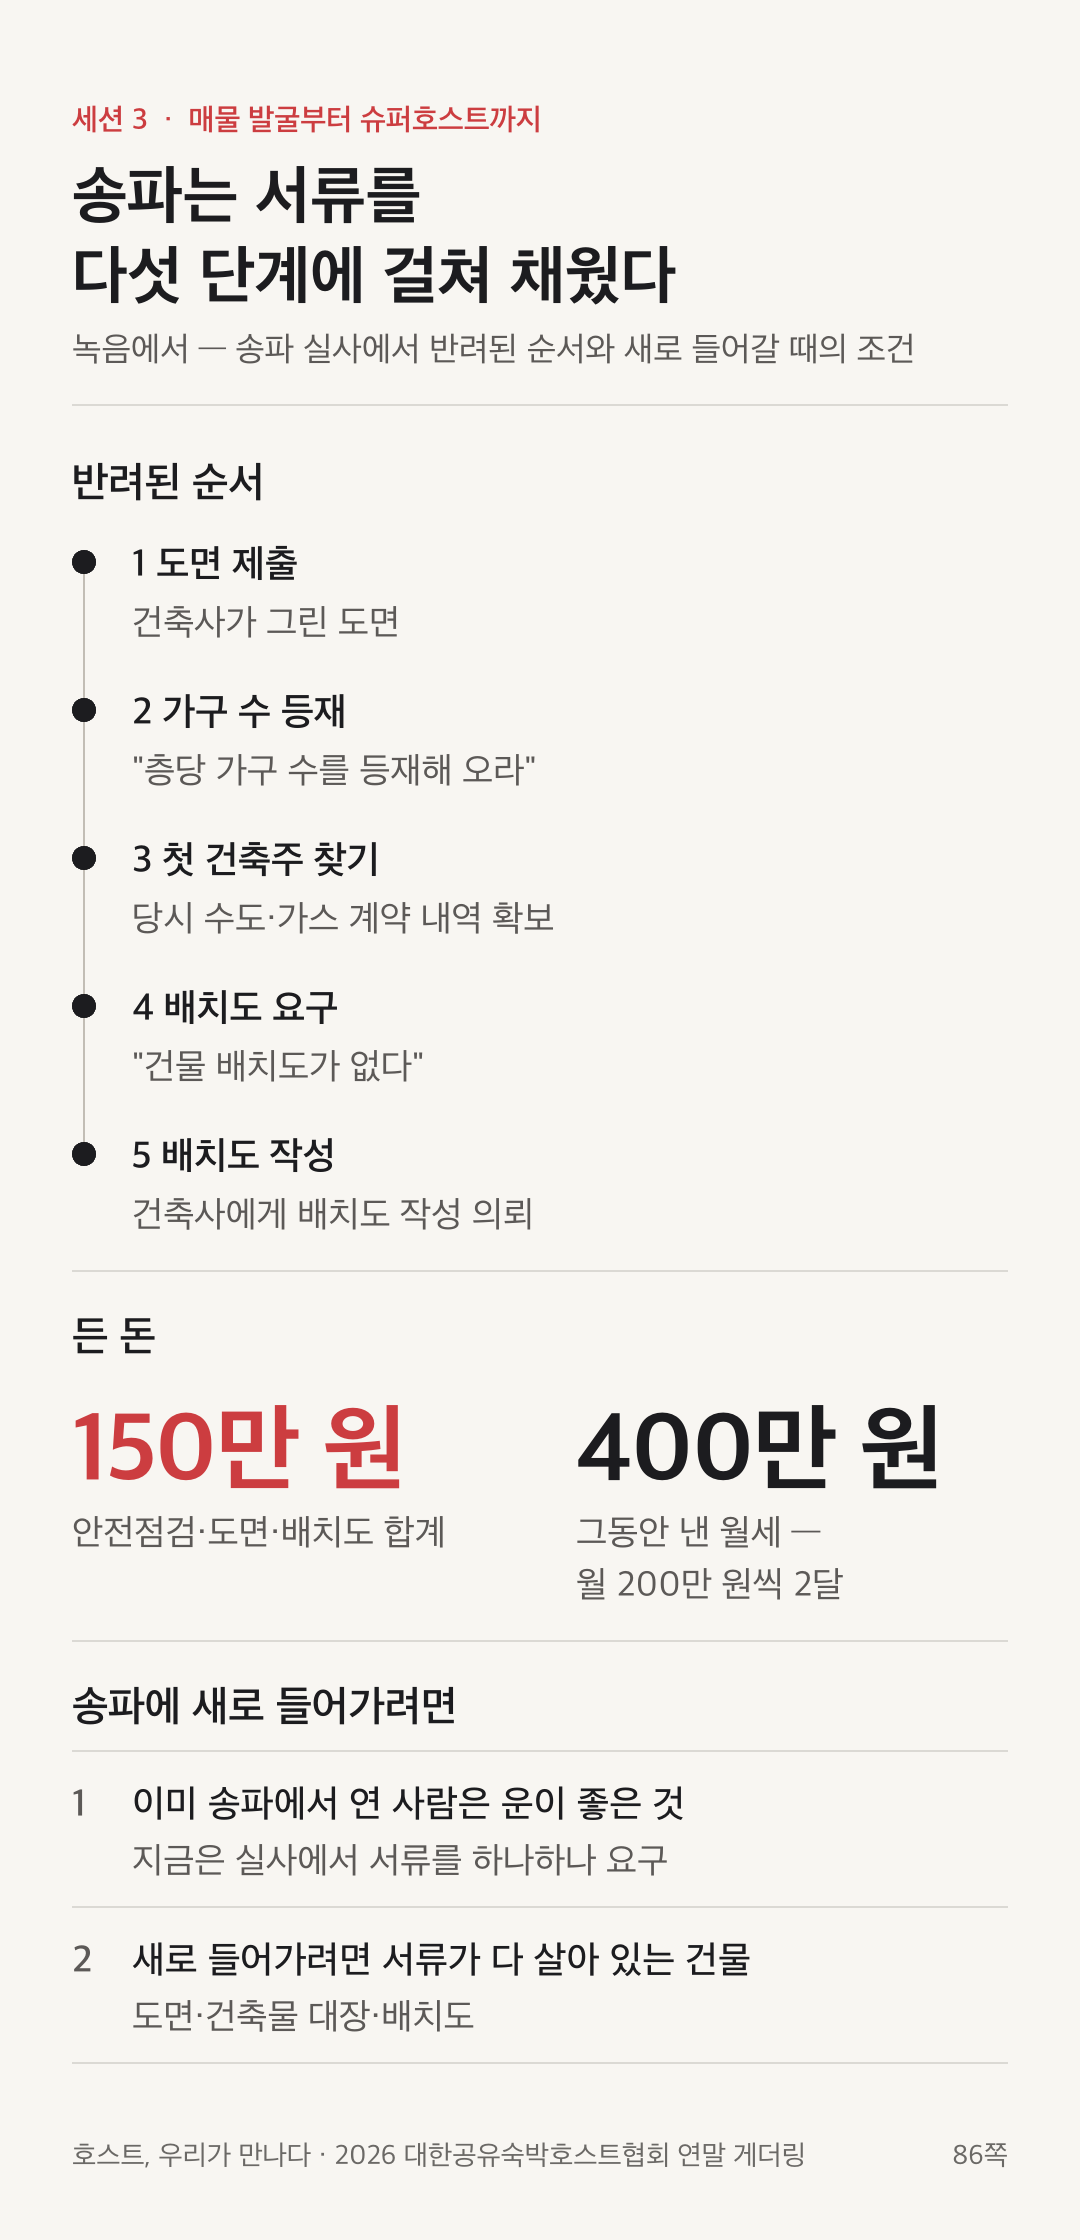 세션 3 · 매물 발굴부터 슈퍼호스트까지
송파는 서류를
다섯 단계에 걸쳐 채웠다
녹음에서 — 송파 실사에서 반려된 순서와 새로 들어갈 때의 조건
반려된 순서
1 도면 제출
건축사가 그린 도면
2 가구 수 등재
"층당 가구 수를 등재해 오라"
3 첫 건축주 찾기
당시 수도·가스 계약 내역 확보
4 배치도 요구
"건물 배치도가 없다"
5 배치도 작성
건축사에게 배치도 작성 의뢰
든 돈
150만 원
안전점검·도면·배치도 합계
400만 원
그동안 낸 월세 —
월 200만 원씩 2달
송파에 새로 들어가려면
1 이미 송파에서 연 사람은 운이 좋은 것
지금은 실사에서 서류를 하나하나 요구
2 새로 들어가려면 서류가 다 살아 있는 건물
도면·건축물 대장·배치도
호스트, 우리가 만나다 · 2026 대한공유숙박호스트협회 연말 게더링
86쪽